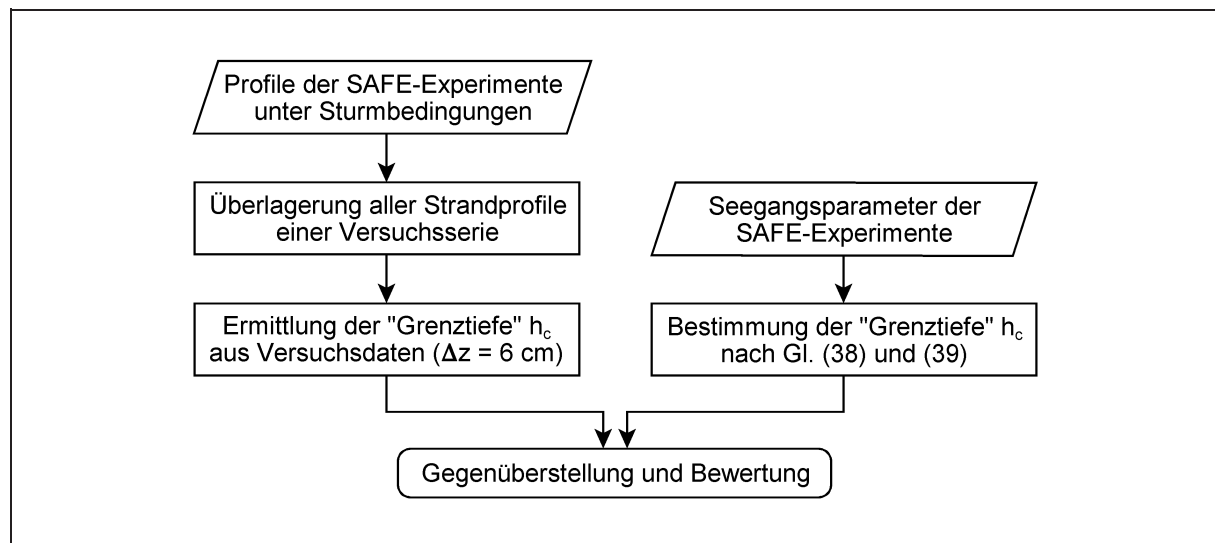 Profile der SAFE-Experimente
unter Sturmbedingungen
Überlagerung aller Strandprofile
einer Versuchsserie
Ermittlung der "Grenztiefe" hc
aus Versuchsdaten (Δz = 6 cm)
Seegangsparameter der
SAFE-Experimente
Bestimmung der "Grenztiefe" hc
nach Gl. (38) und (39)
Gegenüberstellung und Bewertung